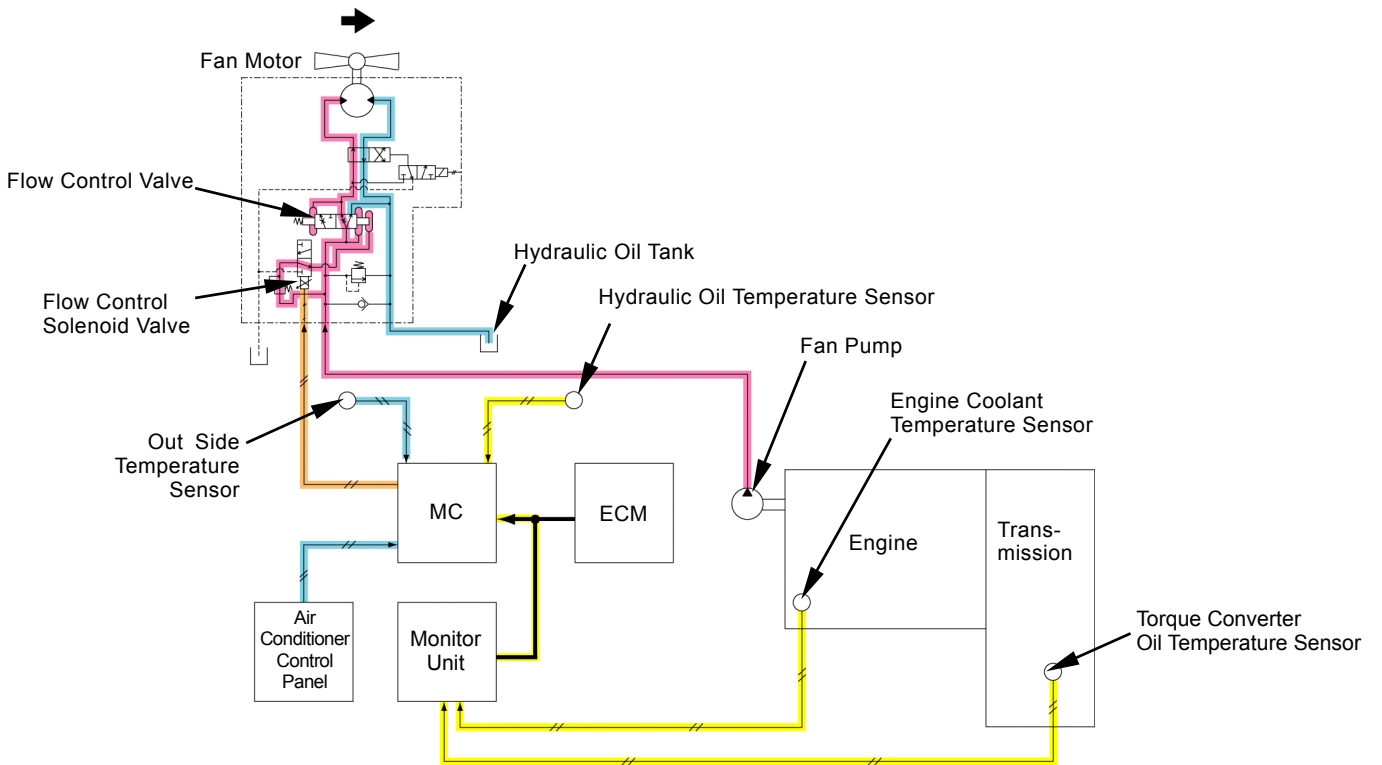 Fan Motor
Flow Control Valve
Hydraulic Oil Tank
Hydraulic Oil Temperature Sensor
Flow Control
Solenoid Valve
Fan Pump
Engine Coolant
Temperature Sensor
Out Side
Temperature
Sensor
MC
ECM
Engine
Trans-
mission
Air
Conditioner
Control
Panel
Monitor
Unit
Torque Converter
Oil Temperature Sensor